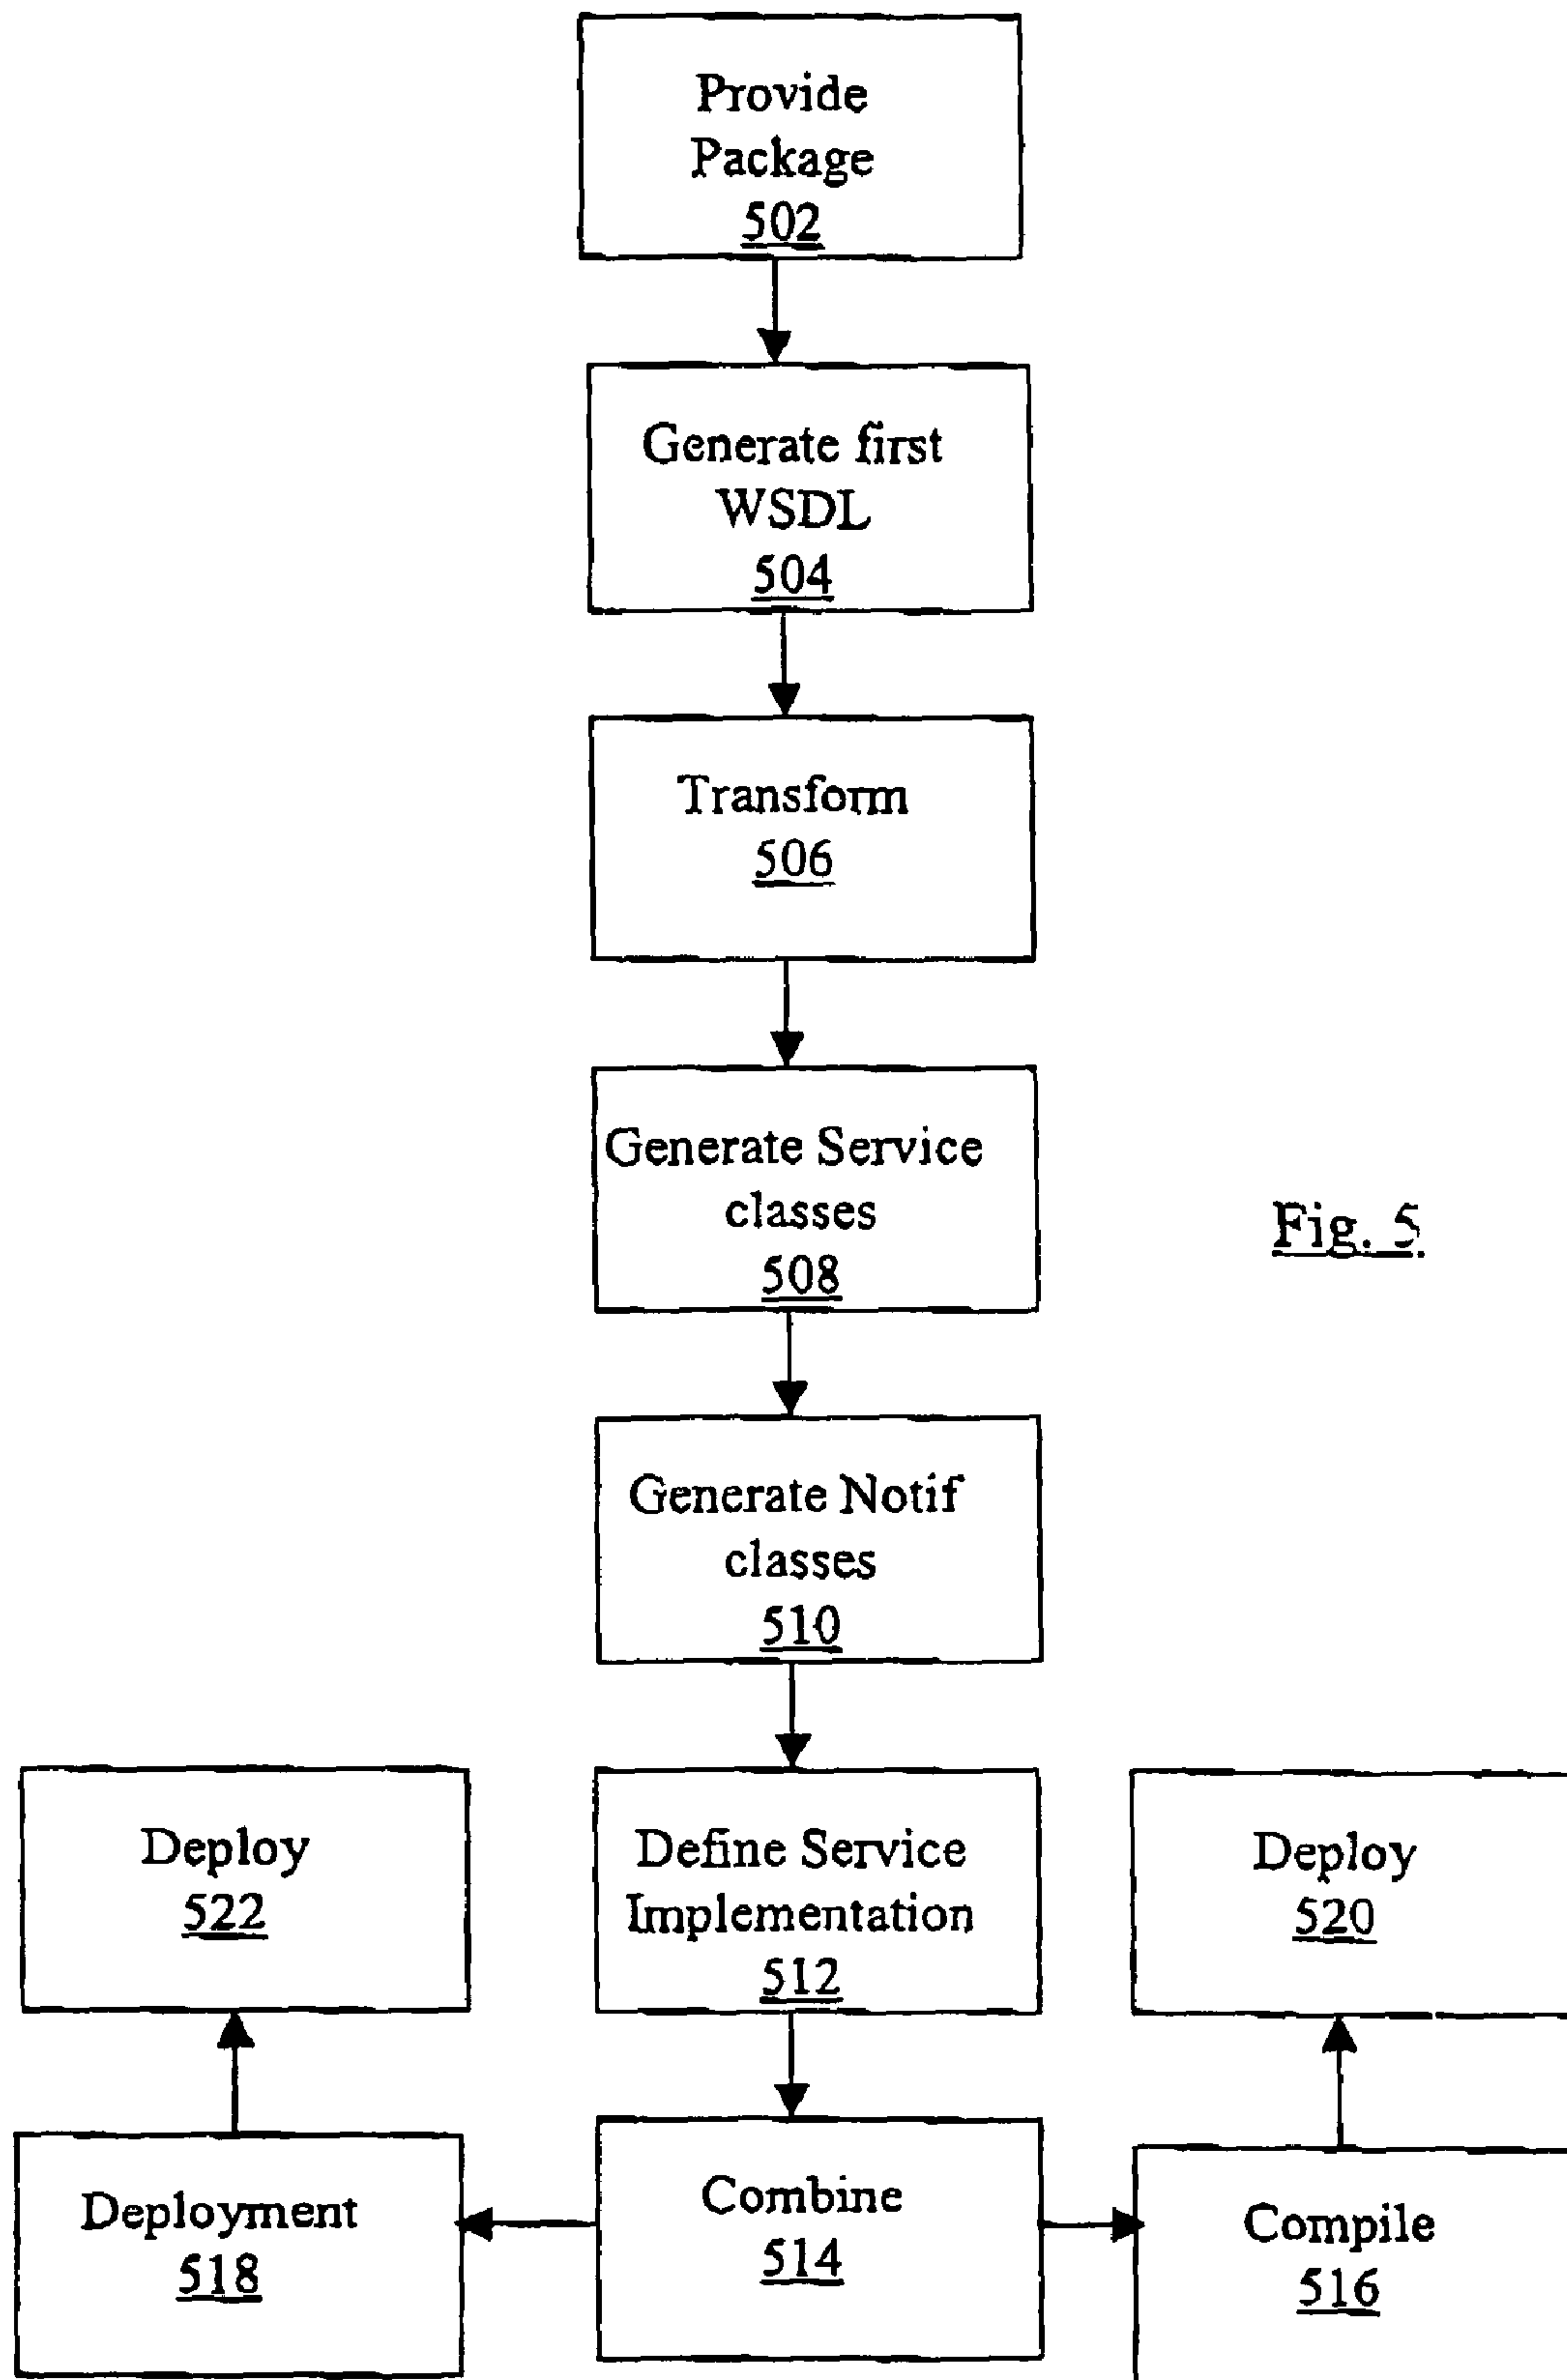 Provide
Package
502
Generate first
WSDL
504
Transform
506
Generate Service
classes
508
Fig. 5
Generate Notif
classes
510
Deploy
522
Define Service
Implementation
512
Deploy
520
Deployment
518
Combine
514
Compile
516